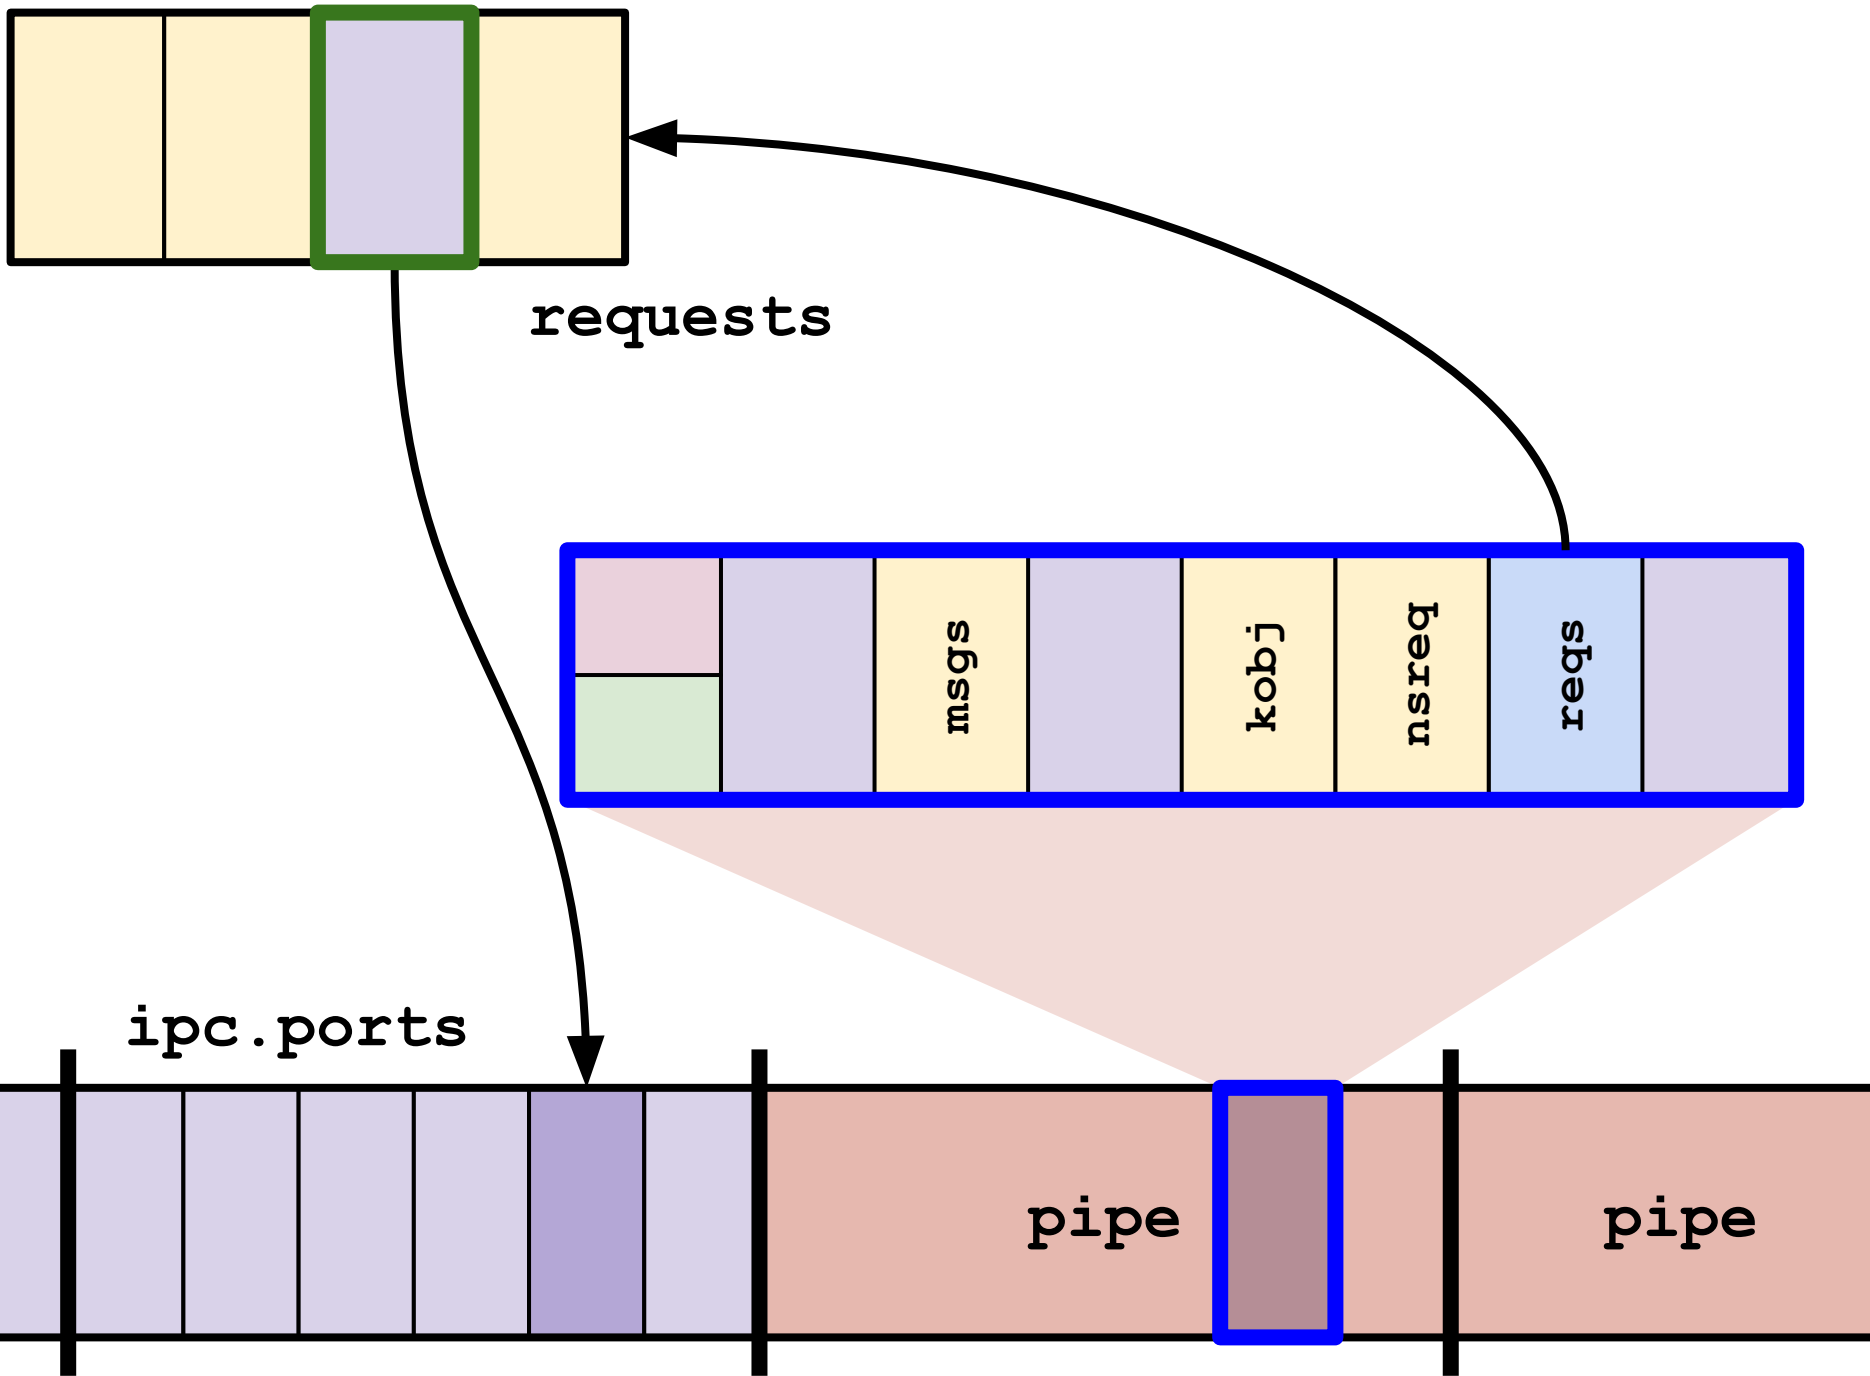 requests
msgs
kobj
nsreq
reqs
ipc.ports
pipe
pipe